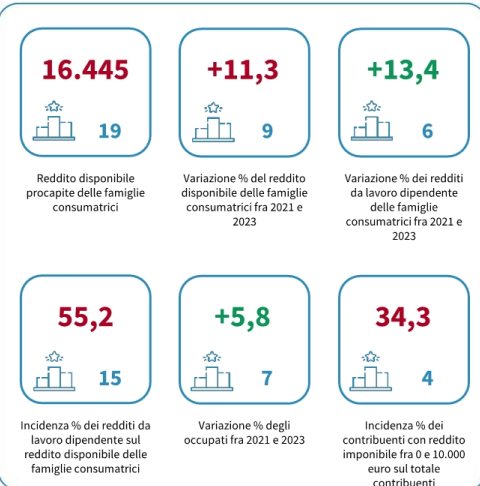 16.445
19
Reddito disponibile
procapite delle famiglie
consumatrici
+11,3
9
Variazione % del reddito
disponibile delle famiglie
consumatrici fra 2021 e
2023
+13,4
6
Variazione % dei redditi
da lavoro dipendente
delle famiglie
consumatrici fra 2021 e
2023
55,2
15
Incidenza % dei redditi da
lavoro dipendente sul
reddito disponibile delle
famiglie consumatrici
+5,8
7
Variazione % degli
occupati fra 2021 e 2023
34,3
4
Incidenza % dei
contribuenti con reddito
imponibile fra 0 e 10.000
euro sul totale
contribuenti